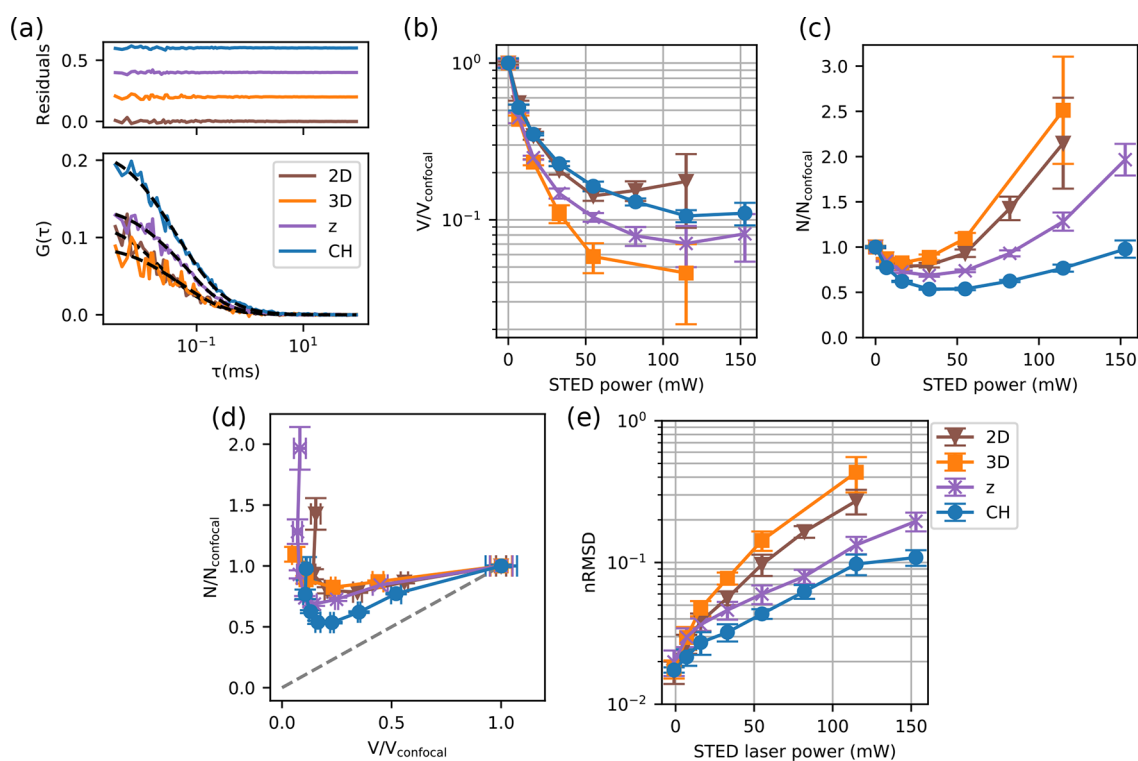 (a)
Residuals
0.5
0.0
G(τ)
0.2
0.1
0.0
2D
3D
z
CH
10⁻¹
10¹
τ(ms)
(b)
V/V_confocal
10⁰
10⁻¹
0
50
100
150
STED power (mW)
(c)
N/N_confocal
3.0
2.5
2.0
1.5
1.0
0.5
0.0
0
50
100
150
STED power (mW)
(d)
N/N_confocal
2.0
1.5
1.0
0.5
0.0
0.0
0.5
1.0
V/V_confocal
(e)
nRMSD
10⁰
10⁻¹
10⁻²
0
50
100
150
STED laser power (mW)
2D
3D
z
CH